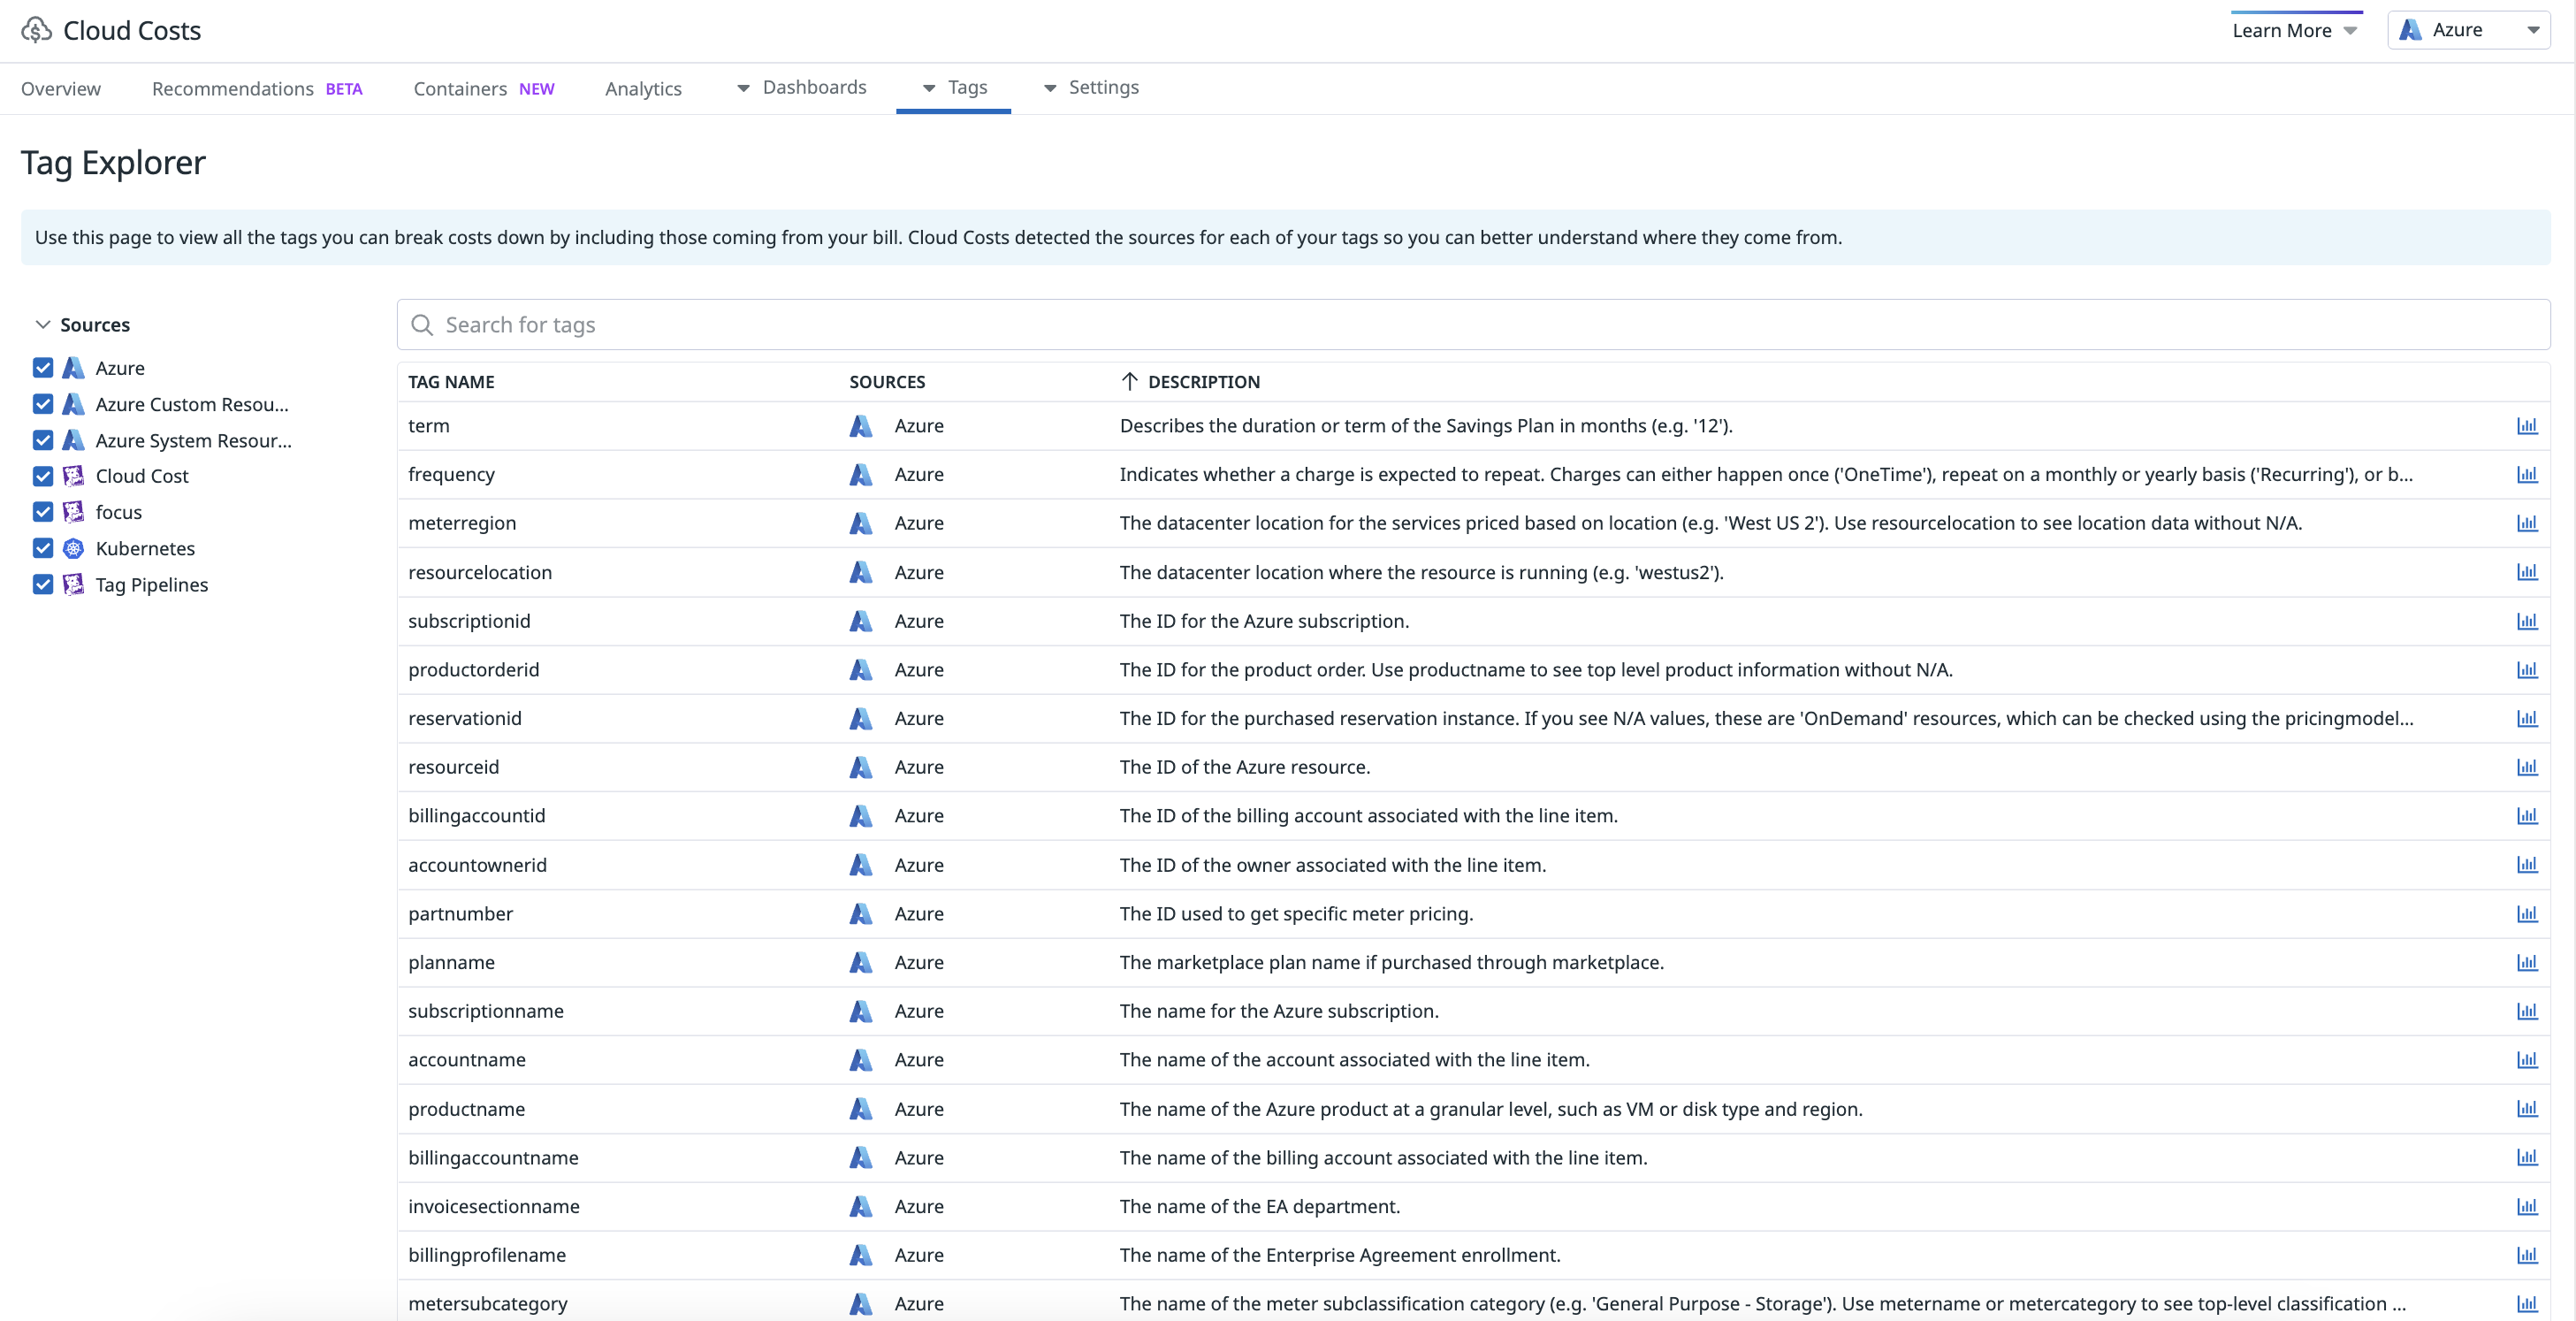 Cloud Costs
Learn More
Azure
Overview
Recommendations BETA
Containers NEW
Analytics
Dashboards
Tags
Settings
Tag Explorer
Use this page to view all the tags you can break costs down by including those coming from your bill. Cloud Costs detected the sources for each of your tags so you can better understand where they come from.
Sources
Azure
Azure Custom Resou...
Azure System Resour...
Cloud Cost
focus
Kubernetes
Tag Pipelines
Search for tags
TAG NAME SOURCES DESCRIPTION
term Azure Describes the duration or term of the Savings Plan in months (e.g. '12').
frequency Azure Indicates whether a charge is expected to repeat. Charges can either happen once ('OneTime'), repeat on a monthly or yearly basis ('Recurring'), or b...
meterregion Azure The datacenter location for the services priced based on location (e.g. 'West US 2'). Use resourcelocation to see location data without N/A.
resourcelocation Azure The datacenter location where the resource is running (e.g. 'westus2').
subscriptionid Azure The ID for the Azure subscription.
productorderid Azure The ID for the product order. Use productname to see top level product information without N/A.
reservationid Azure The ID for the purchased reservation instance. If you see N/A values, these are 'OnDemand' resources, which can be checked using the pricingmodel...
resourceid Azure The ID of the Azure resource.
billingaccountid Azure The ID of the billing account associated with the line item.
accountownerid Azure The ID of the owner associated with the line item.
partnumber Azure The ID used to get specific meter pricing.
planname Azure The marketplace plan name if purchased through marketplace.
subscriptionname Azure The name for the Azure subscription.
accountname Azure The name of the account associated with the line item.
productname Azure The name of the Azure product at a granular level, such as VM or disk type and region.
billingaccountname Azure The name of the billing account associated with the line item.
invoicesectionname Azure The name of the EA department.
billingprofilename Azure The name of the Enterprise Agreement enrollment.
metersubcategory Azure The name of the meter subclassification category (e.g. 'General Purpose - Storage'). Use metername or metercategory to see top-level classification ...